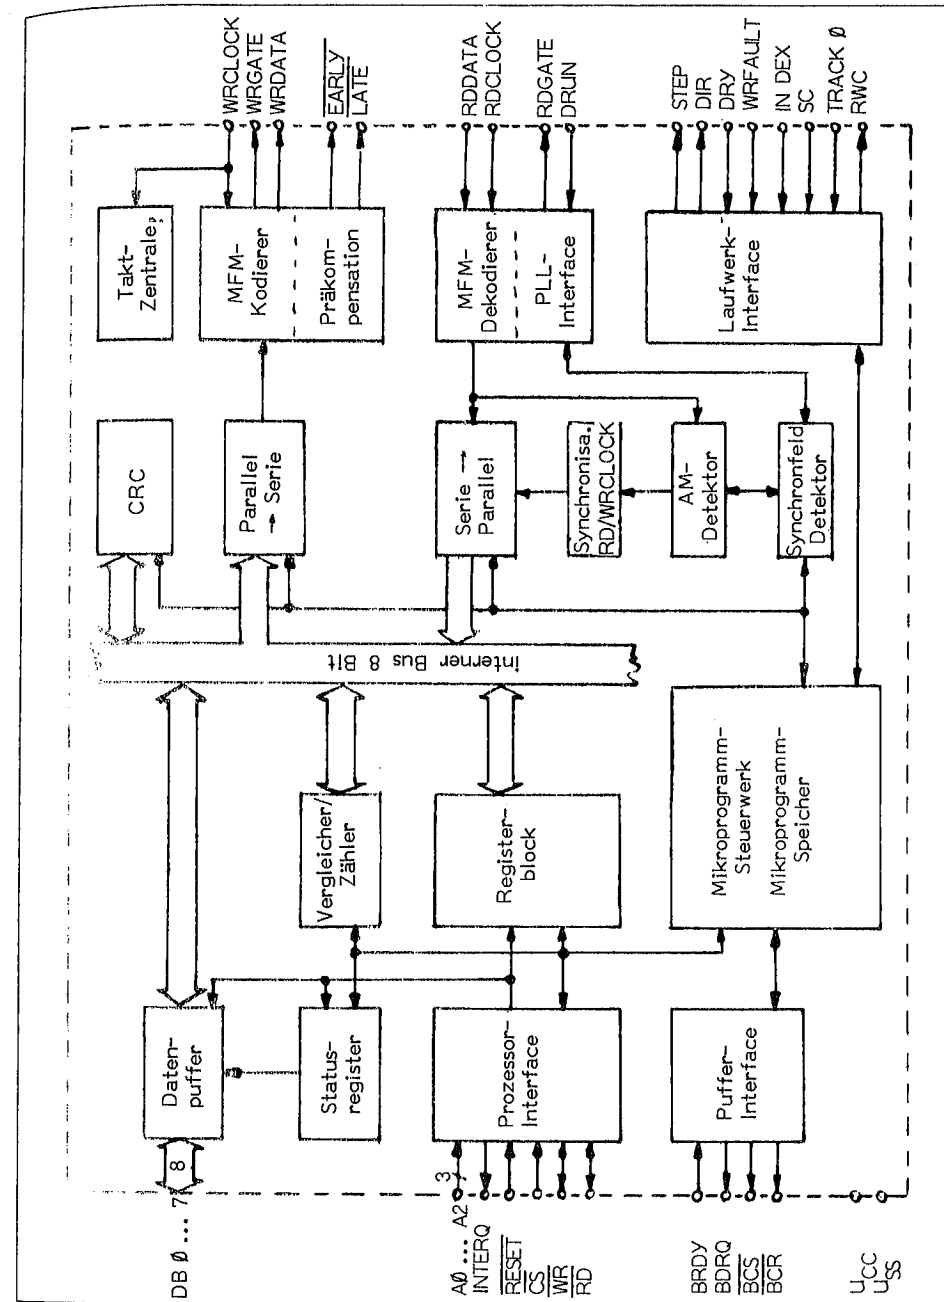 DB Ø ... 7
8
Daten-
puffer
Status-
register
AØ ... A2
3
INTERQ
RESET
CS
WR
RD
Prozessor-
Interface
BRDY
BDRQ
BCS
BCR
Puffer-
Interface
UCC
USS
Vergleicher/
Zähler
Register-
block
Mikroprogramm-
Steuerwerk
Mikroprogramm-
Speicher
interner Bus 8 Bit
CRC
Parallel
→ Serie
Serie →
Parallel
Synchronisa.
RD/WRCLOCK
AM-
Detektor
Synchronfeld
Detektor
Takt-
Zentrale
MFM-
Kodierer
Präkom-
pensation
MFM-
Dekodierer
PLL-
Interface
Laufwerk-
Interface
WRCLOCK
WRGATE
WRDATA
EARLY
LATE
RDDATA
RDCLOCK
RDGATE
DRUN
STEP
DIR
DRY
WRFAULT
IN DEX
SC
TRACK Ø
RWC